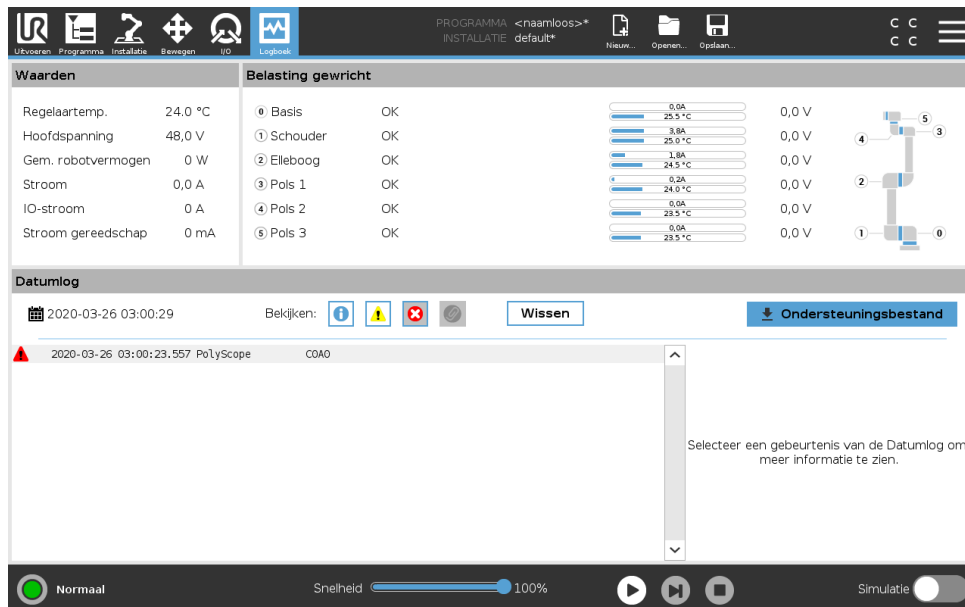 PROGRAMMA <naamloos>*
INSTALLATIE default*
UR
Uitvoeren Programma Installatie Bewegen I/O Logboek
Nieuw... Openen... Opslaan...
C C
C C
Waarden
Belasting gewricht
Regelaartemp. 24.0 °C
Hoofdspanning 48,0 V
Gem. robotvermogen 0 W
Stroom 0,0 A
IO-stroom 0 A
Stroom gereedschap 0 mA
0 Basis OK 0,0A 25.5 °C 0,0 V
1 Schouder OK 3,8A 25.0 °C 0,0 V
2 Elleboog OK 1,8A 24.5 °C 0,0 V
3 Pols 1 OK 0,2A 24.0 °C 0,0 V
4 Pols 2 OK 0,0A 23.5 °C 0,0 V
5 Pols 3 OK 0,0A 23.5 °C 0,0 V
5
4 3
2
1 0
Datumlog
2020-03-26 03:00:29 Bekijken: Wissen Ondersteuningsbestand
2020-03-26 03:00:23.557 PolyScope C0A0
Selecteer een gebeurtenis van de Datumlog om
meer informatie te zien.
Normaal Snelheid 100% Simulatie